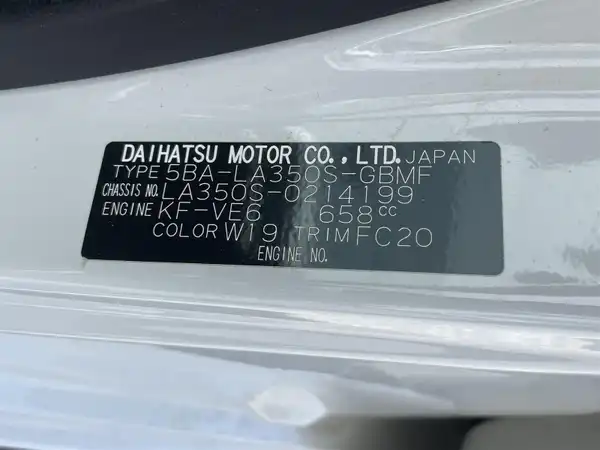 DAIHATSU MOTOR CO., LTD. JAPAN
TYPE 5BA-LA350S-GBMF
CHASSIS NO. LA350S-0214199
ENGINE KF-VE6 658cc
COLOR W19 TRIM FC20
ENGINE NO.